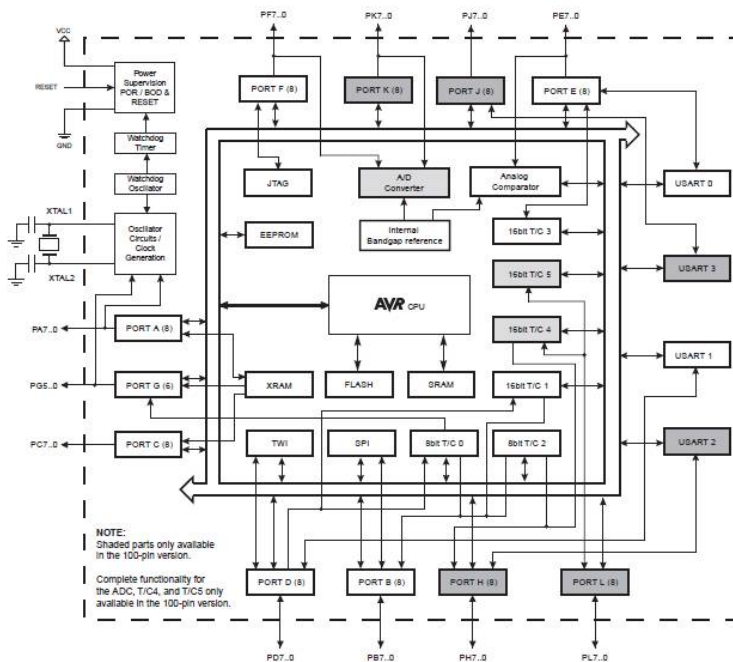 PF7..0
PK7..0
PJ7..0
PE7..0
VCC
RESET
GND
Power
Supervision
POR / BOD &
RESET
PORT F (8)
PORT K (8)
PORT J (8)
PORT E (8)
Watchdog
Timer
Watchdog
Oscillator
JTAG
A/D
Converter
Analog
Comparator
USART 0
XTAL1
XTAL2
Oscillator
Circuits /
Clock
Generation
EEPROM
Internal
Bandgap reference
16bit T/C 3
16bit T/C 5
USART 3
AVR CPU
16bit T/C 4
PA7..0
PORT A (8)
USART 1
PG5..0
PORT G (6)
XRAM
FLASH
SRAM
16bit T/C 1
PC7..0
PORT C (8)
TWI
SPI
8bit T/C 0
8bit T/C 2
USART 2
NOTE:
Shaded parts only available
in the 100-pin version.
Complete functionality for
the ADC, T/C4, and T/C5 only
available in the 100-pin version.
PORT D (8)
PORT B (8)
PORT H (8)
PORT L (8)
PD7..0
PB7..0
PH7..0
PL7..0